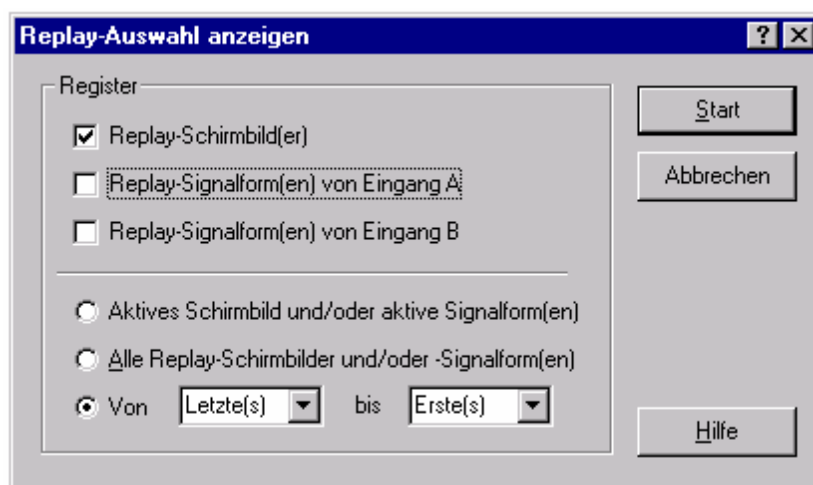 Replay-Auswahl anzeigen
Register
Replay-Schirmbild(er)
Replay-Signalform(en) von Eingang A
Replay-Signalform(en) von Eingang B
Aktives Schirmbild und/oder aktive Signalform(en)
Alle Replay-Schirmbilder und/oder -Signalform(en)
Von Letzte(s) bis Erste(s)
Start
Abbrechen
Hilfe